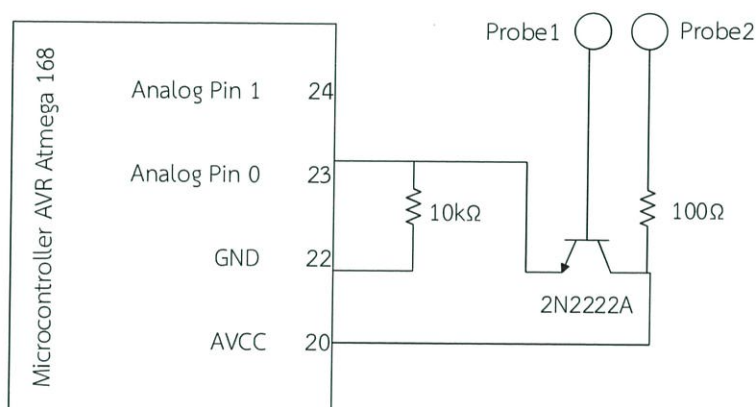 Probe1
Probe2
Microcontroller AVR Atmega 168
Analog Pin 1 24
Analog Pin 0 23
10kΩ
100Ω
GND 22
2N2222A
AVCC 20